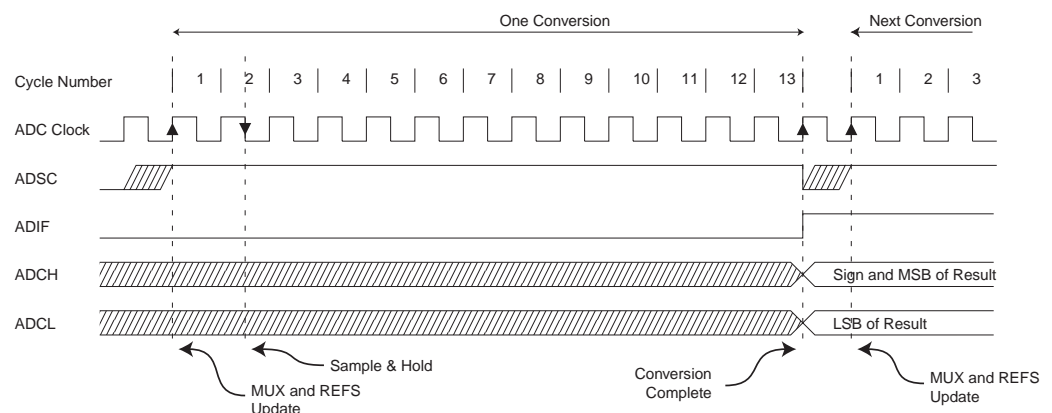 One Conversion
Next Conversion
Cycle Number
1 2 3 4 5 6 7 8 9 10 11 12 13 1 2 3
ADC Clock
ADSC
ADIF
ADCH
Sign and MSB of Result
ADCL
LSB of Result
MUX and REFS
Update
Sample & Hold
Conversion
Complete
MUX and REFS
Update